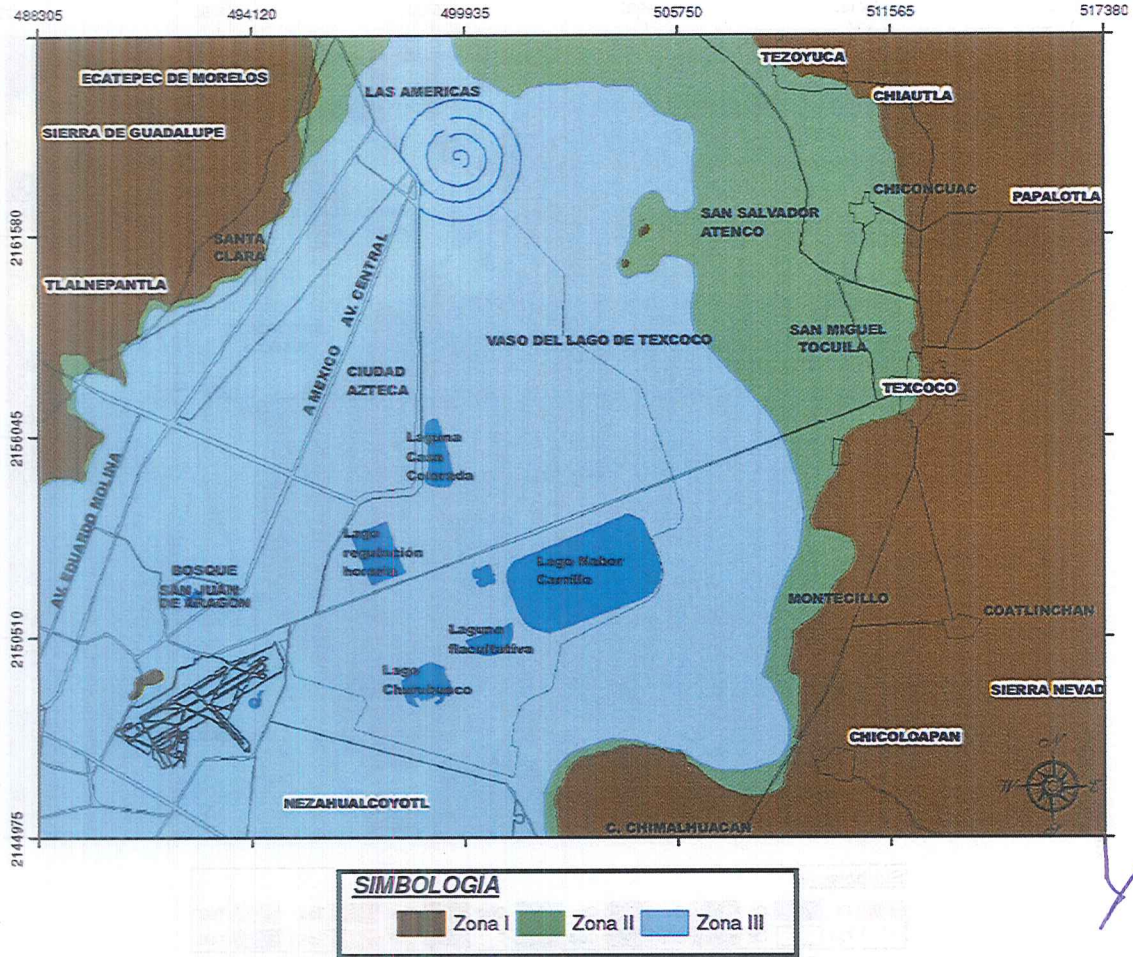 488305 494120 499935 505750 511565 517380
TEZOYUCA
ECATEPEC DE MORELOS
LAS AMERICAS
CHIAUTLA
SIERRA DE GUADALUPE
CHICONCUAC
PAPALOTLA
SAN SALVADOR
ATENCO
2161580
SANTA
CLARA
TLALNEPANTLA
AV. CENTRAL
A MEXICO
VASO DEL LAGO DE TEXCOCO
SAN MIGUEL
TOCUILA
CIUDAD
AZTECA
TEXCOCO
2156045
Laguna
Casa
Colorada
AV. EDUARDO MOLINA
Lago
regulación
horaria
Lago Nabor
Carrillo
BOSQUE
SAN JUAN
DE ARAGON
MONTECILLO
COATLINCHAN
2150510
Laguna
facultativa
Lago
Churubusco
SIERRA NEVAD
CHICOLOAPAN
N
W E
NEZAHUALCOYOTL
C. CHIMALHUACAN
2144975
SIMBOLOGIA
Zona I Zona II Zona III